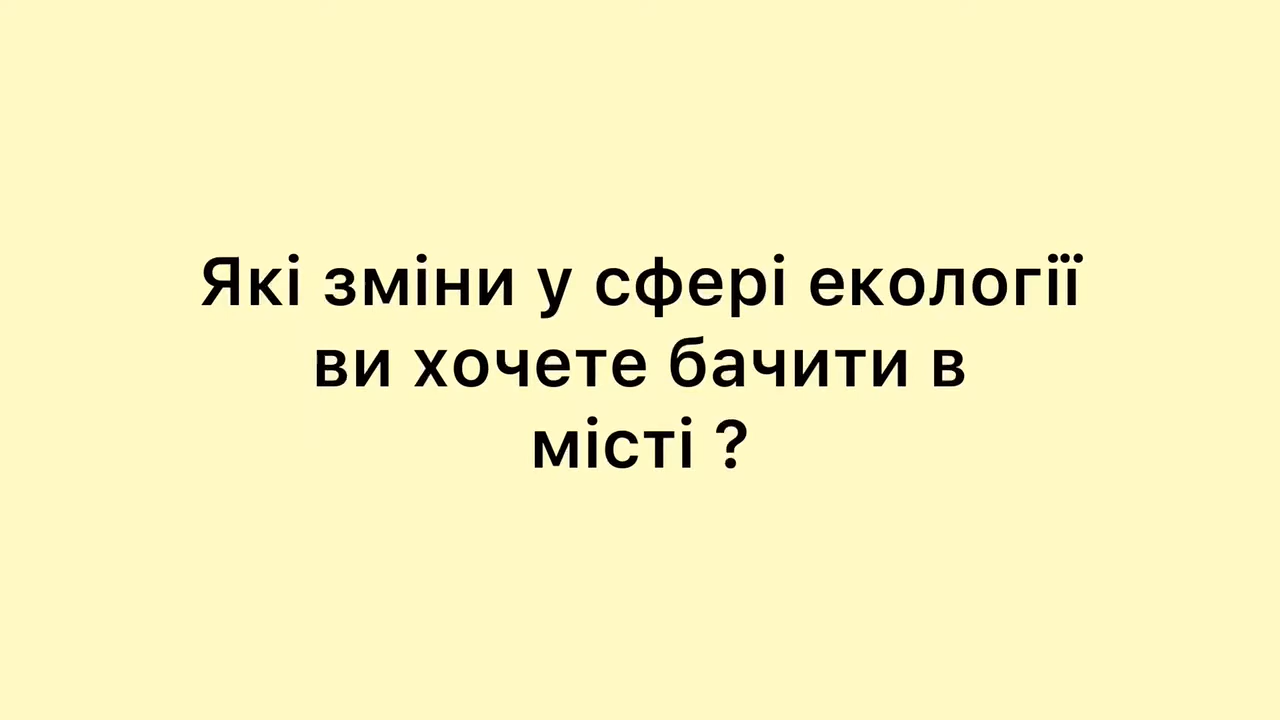 Які зміни у сфері екології
ви хочете бачити в
місті ?